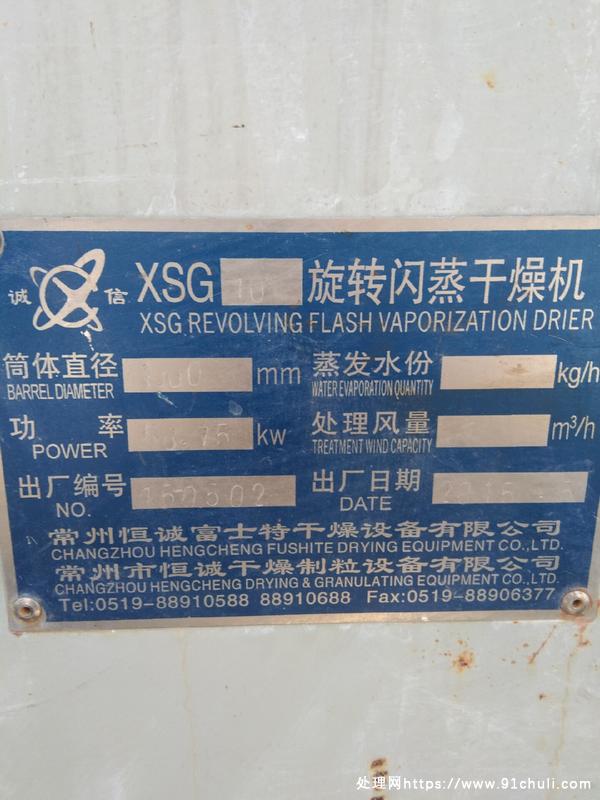 诚 信 XSG 10 旋转闪蒸干燥机
XSG REVOLVING FLASH VAPORIZATION DRIER
筒体直径 mm 蒸发水份 kg/h
BARREL DIAMETER WATER EVAPORATION QUANTITY
功 率 kw 处理风量 m³/h
POWER TREATMENT WIND CAPACITY
出厂编号 150502 出厂日期
NO. DATE
常州恒诚富士特干燥设备有限公司
CHANGZHOU HENGCHENG FUSHITE DRYING EQUIPMENT CO.,LTD.
常州市恒诚干燥制粒设备有限公司
CHANGZHOU HENGCHENG DRYING & GRANULATING EQUIPMENT CO.,LTD.
Tel:0519-88910588 88910688 Fax:0519-88906377
处理网https://www.91chuli.com/